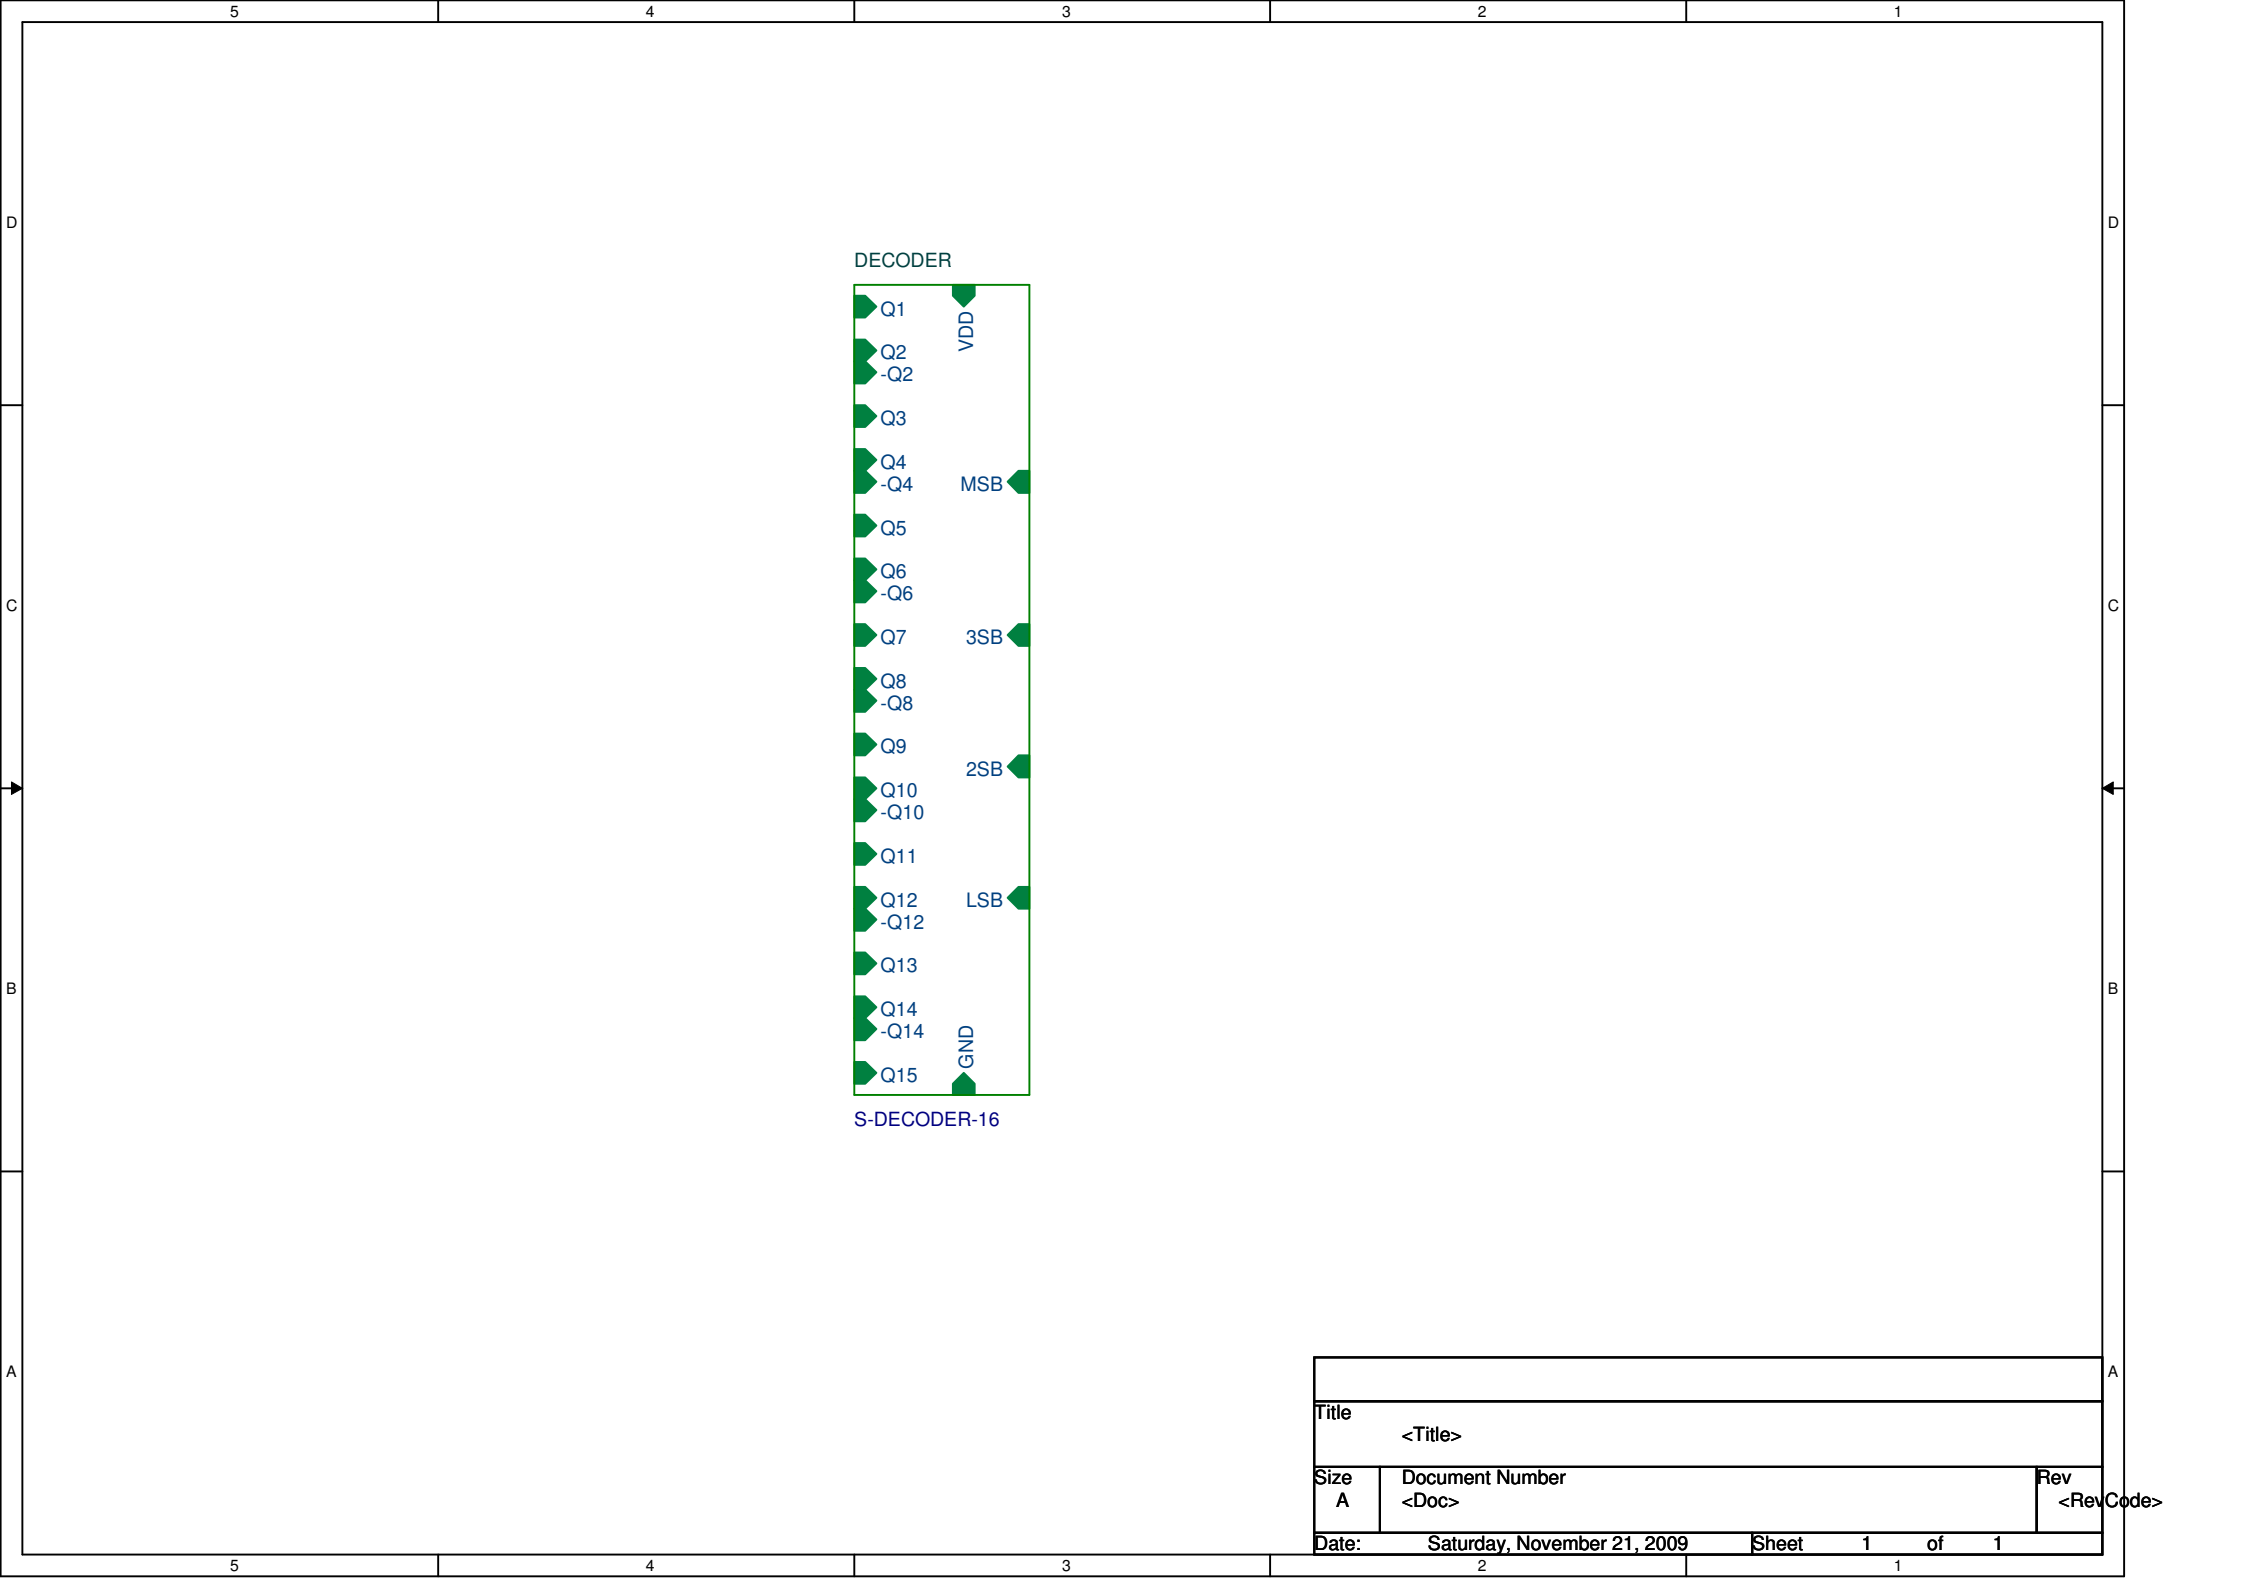 5 4 3 2 1
D D
DECODER
Q1
VDD
Q2
-Q2
Q3
Q4
-Q4 MSB
Q5
Q6
-Q6
C C
Q7 3SB
Q8
-Q8
Q9
2SB
Q10
-Q10
Q11
Q12 LSB
-Q12
Q13
B B
Q14
-Q14
GND
Q15
S-DECODER-16
A A
Title
<Title>
Size Document Number Rev
A <Doc> <RevCode>
Date: Saturday, November 21, 2009 Sheet 1 of 1
5 4 3 2 1